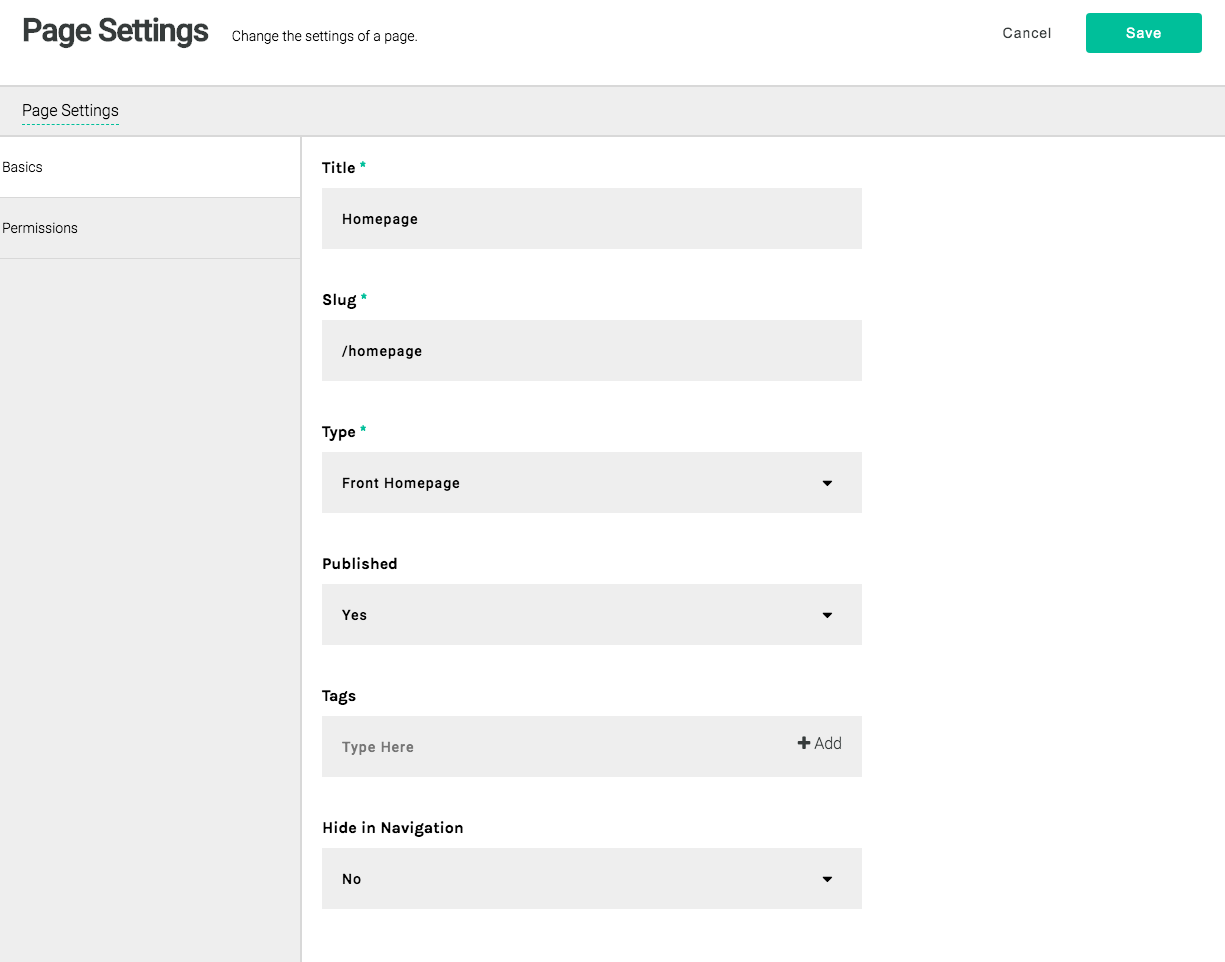 Page Settings Change the settings of a page. Cancel Save
Page Settings
Basics
Permissions
Title *
Homepage
Slug *
/homepage
Type *
Front Homepage
Published
Yes
Tags
Type Here Add
Hide in Navigation
No